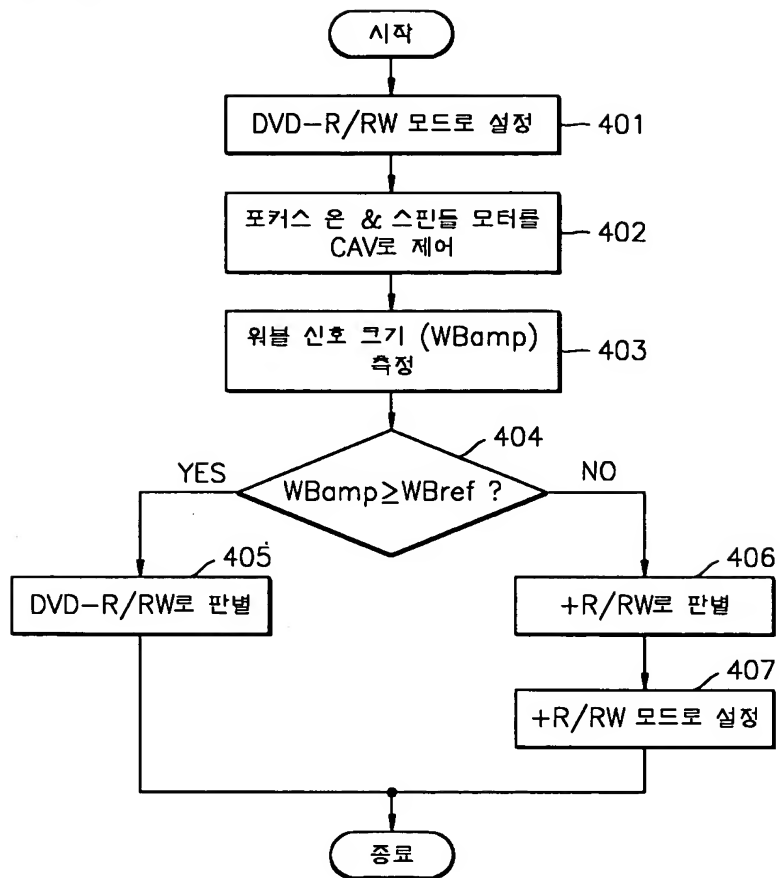 시작
DVD-R/RW 모드로 설정
401
포커스 온 & 스핀들 모터를
CAV로 제어
402
워블 신호 크기 (WBamp)
측정
403
404
YES
WBamp≥WBref ?
NO
405
DVD-R/RW로 판별
406
+R/RW로 판별
407
+R/RW 모드로 설정
종료